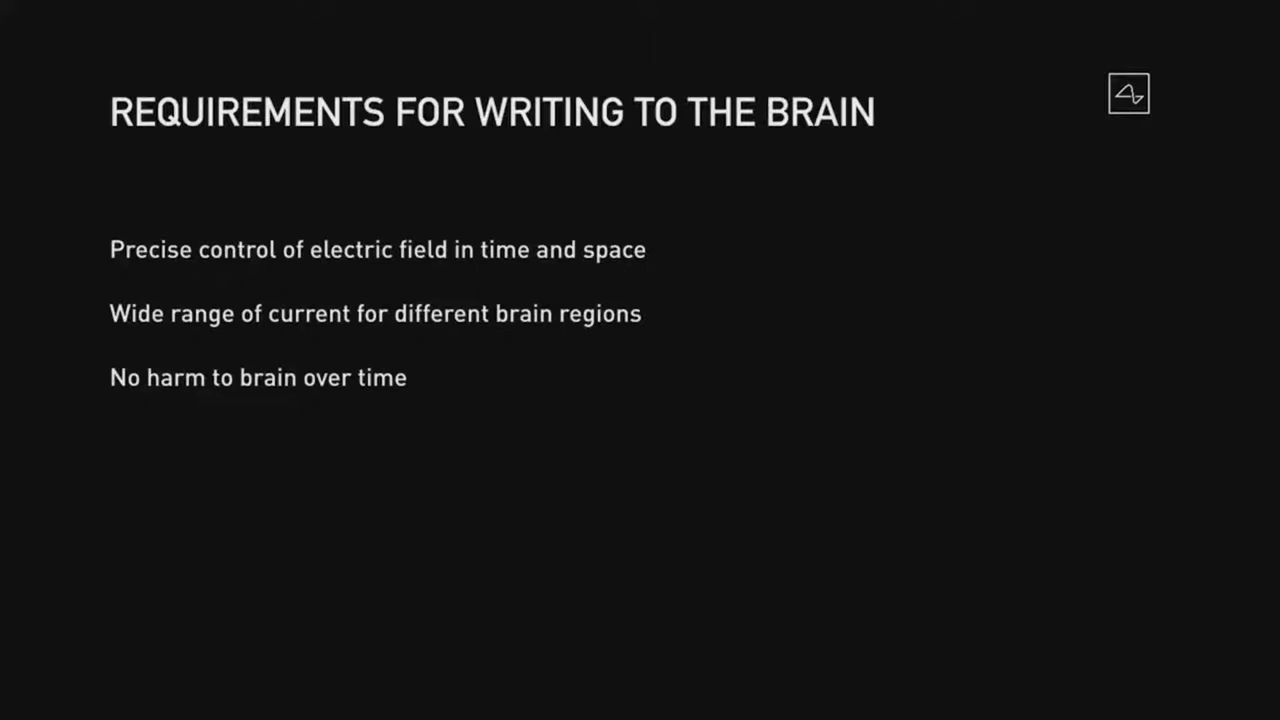 REQUIREMENTS FOR WRITING TO THE BRAIN
Precise control of electric field in time and space
Wide range of current for different brain regions
No harm to brain over time